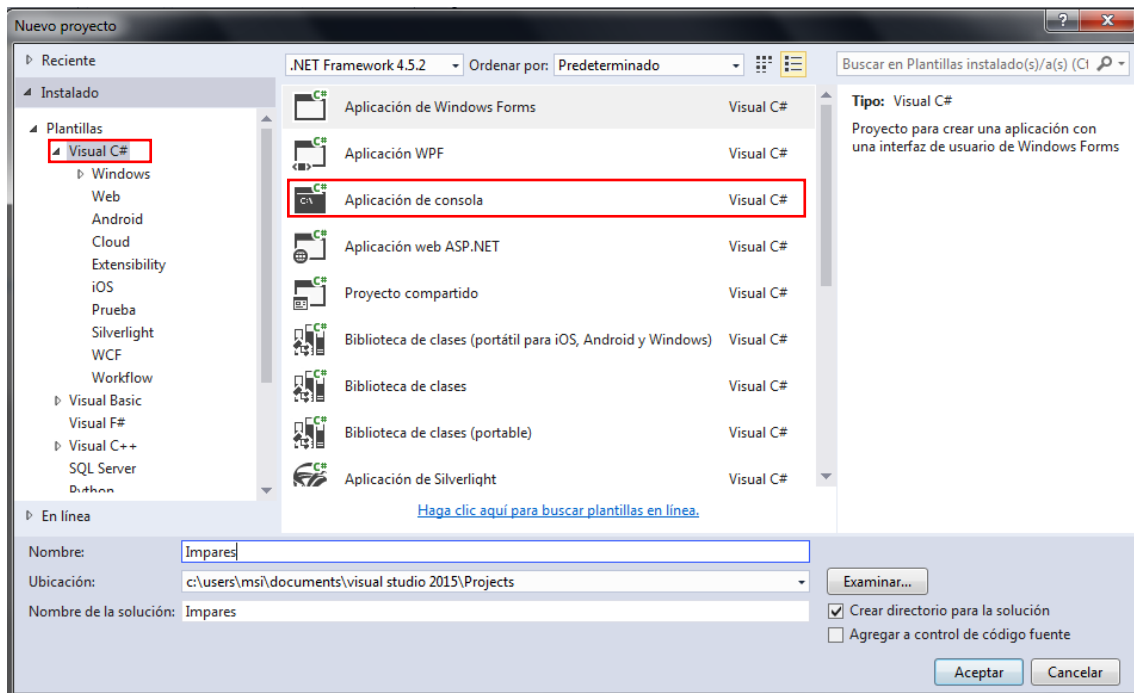 Nuevo proyecto
?
x
Reciente
.NET Framework 4.5.2 Ordenar por: Predeterminado
Buscar en Plantillas instalado(s)/a(s) (Ct
Instalado
Plantillas
Visual C#
Windows
Web
Android
Cloud
Extensibility
iOS
Prueba
Silverlight
WCF
Workflow
Visual Basic
Visual F#
Visual C++
SQL Server
Python
En línea
C# Aplicación de Windows Forms Visual C#
C# Aplicación WPF Visual C#
C# C:\ Aplicación de consola Visual C#
C# Aplicación web ASP.NET Visual C#
C# Proyecto compartido Visual C#
C# Biblioteca de clases (portátil para iOS, Android y Windows) Visual C#
C# Biblioteca de clases Visual C#
C# Biblioteca de clases (portable) Visual C#
C# Aplicación de Silverlight Visual C#
Haga clic aquí para buscar plantillas en línea.
Tipo: Visual C#
Proyecto para crear una aplicación con
una interfaz de usuario de Windows Forms
Nombre: Impares
Ubicación: c:\users\msi\documents\visual studio 2015\Projects
Examinar...
Nombre de la solución: Impares
Crear directorio para la solución
Agregar a control de código fuente
Aceptar
Cancelar